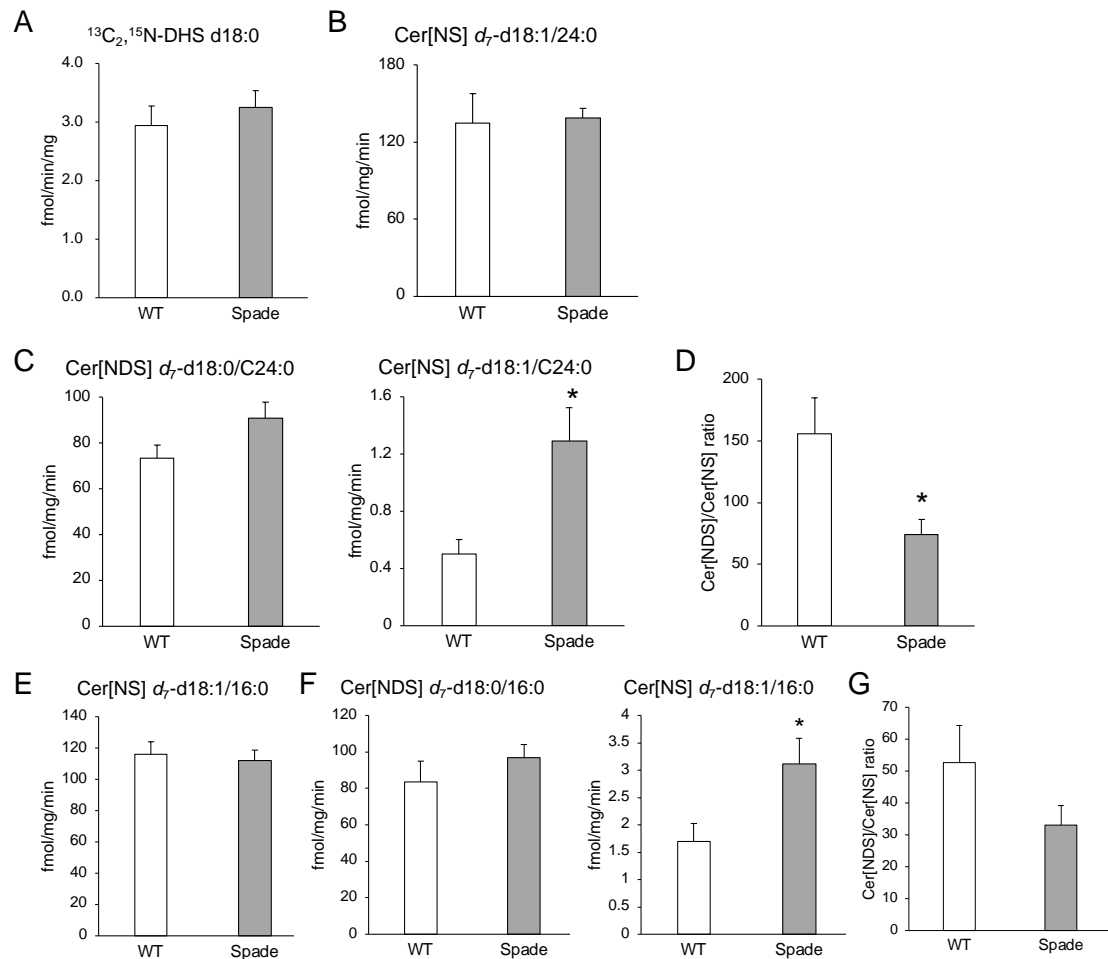 A
¹³C₂,¹⁵N-DHS d18:0
fmol/min/mg
4.0
3.0
2.0
1.0
0.0
WT Spade
B
Cer[NS] d₇-d18:1/24:0
fmol/mg/min
180
120
60
0
WT Spade
C
Cer[NDS] d₇-d18:0/C24:0
fmol/mg/min
100
80
60
40
20
0
WT Spade
Cer[NS] d₇-d18:1/C24:0
fmol/mg/min
1.6
1.2
0.8
0.4
0
*
WT Spade
D
Cer[NDS]/Cer[NS] ratio
200
150
100
50
0
*
WT Spade
E
Cer[NS] d₇-d18:1/16:0
fmol/mg/min
140
120
100
80
60
40
20
0
WT Spade
F
Cer[NDS] d₇-d18:0/16:0
fmol/mg/min
120
100
80
60
40
20
0
WT Spade
Cer[NS] d₇-d18:1/16:0
fmol/mg/min
4
3.5
3
2.5
2
1.5
1
0.5
0
*
WT Spade
G
Cer[NDS]/Cer[NS] ratio
70
60
50
40
30
20
10
0
WT Spade